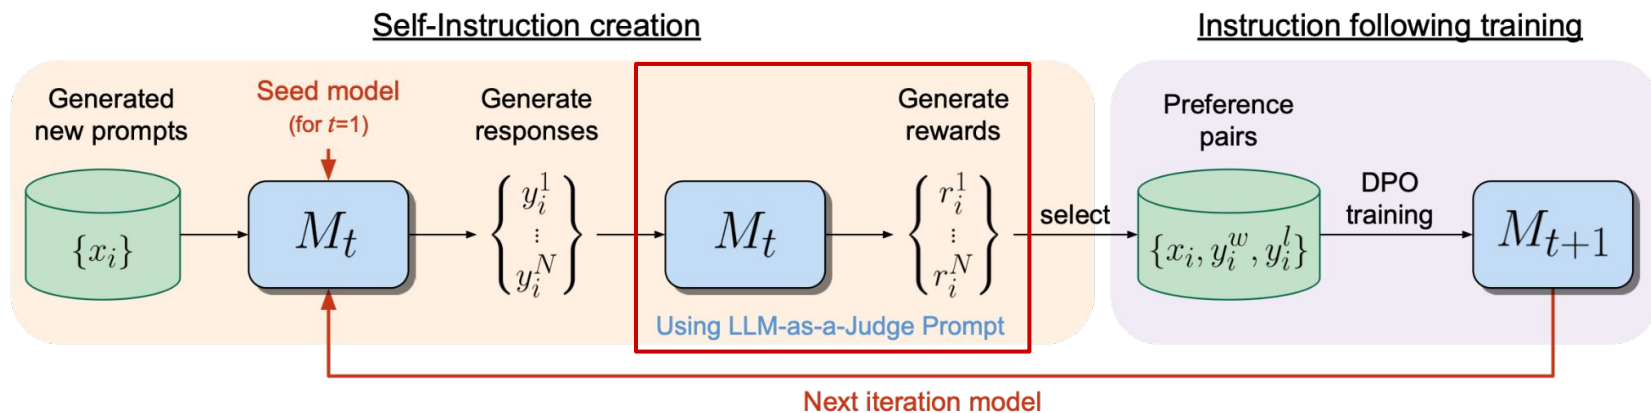 Self-Instruction creation
Instruction following training
Generated
new prompts
Seed model
(for t=1)
Generate
responses
Generate
rewards
Preference
pairs
{x_i}
M_t
y_i^1
⋮
y_i^N
M_t
r_i^1
⋮
r_i^N
select
{x_i, y_i^w, y_i^l}
DPO
training
M_{t+1}
Using LLM-as-a-Judge Prompt
Next iteration model